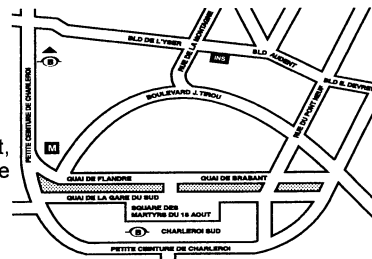 BLD DE L'YSER
RUE DE LA MONTAGNE
INS
BLD AUDENT
BLD S. DEVREU
PETITE CEINTURE DE CHARLEROI
BOULEVARD J. TIROU
RUE DU PONT NEUF
t,
e
M
QUAI DE FLANDRE
QUAI DE BRABANT
QUAI DE LA GARE DU SUD
SQUARE DES
MARTYRS DU 18 AOUT
B
CHARLEROI SUD
PETITE CEINTURE DE CHARLEROI